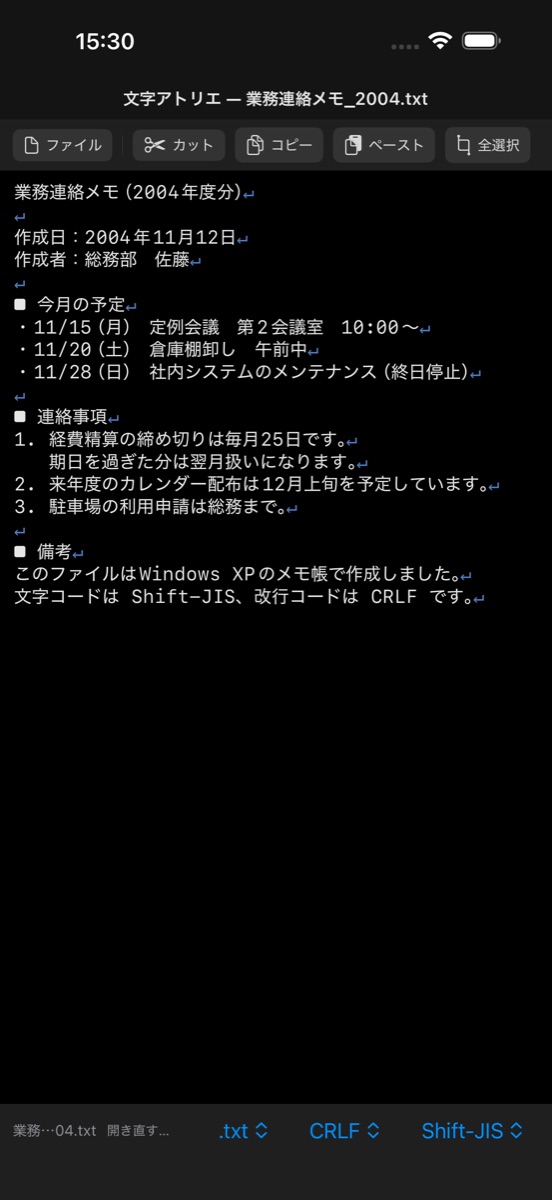 15:30
文字アトリエ — 業務連絡メモ_2004.txt
ファイル カット コピー ペースト 全選択
業務連絡メモ（2004年度分）↵
↵
作成日：2004年11月12日↵
作成者：総務部　佐藤↵
↵
■ 今月の予定↵
・11/15（月）　定例会議　第２会議室　10:00～↵
・11/20（土）　倉庫棚卸し　午前中↵
・11/28（日）　社内システムのメンテナンス（終日停止）↵
↵
■ 連絡事項↵
1. 経費精算の締め切りは毎月25日です。↵
　 期日を過ぎた分は翌月扱いになります。↵
2. 来年度のカレンダー配布は12月上旬を予定しています。↵
3. 駐車場の利用申請は総務まで。↵
↵
■ 備考↵
このファイルはWindows XPのメモ帳で作成しました。↵
文字コードは Shift-JIS、改行コードは CRLF です。↵
業務…04.txt 開き直す... .txt CRLF Shift-JIS